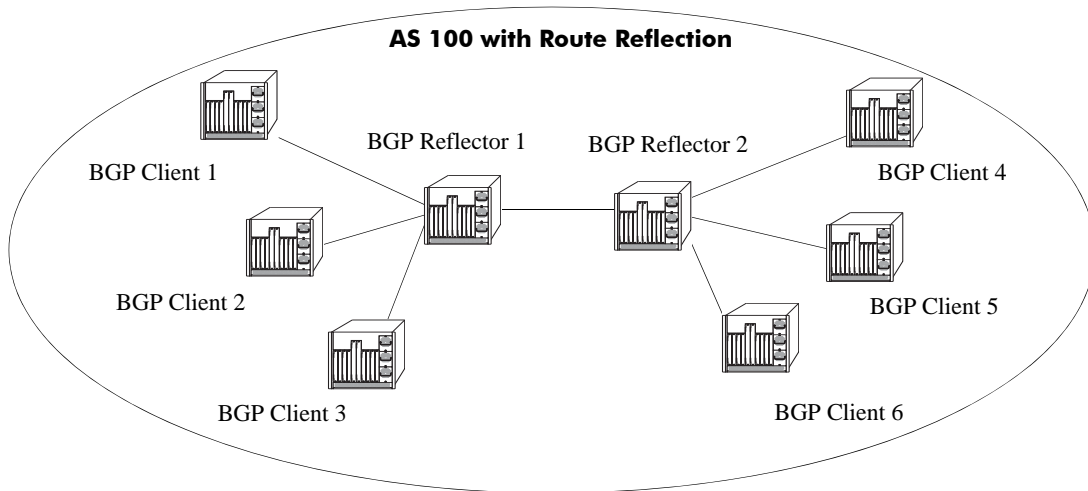 AS 100 with Route Reflection
BGP Client 1
BGP Reflector 1
BGP Reflector 2
BGP Client 4
BGP Client 2
BGP Client 5
BGP Client 3
BGP Client 6